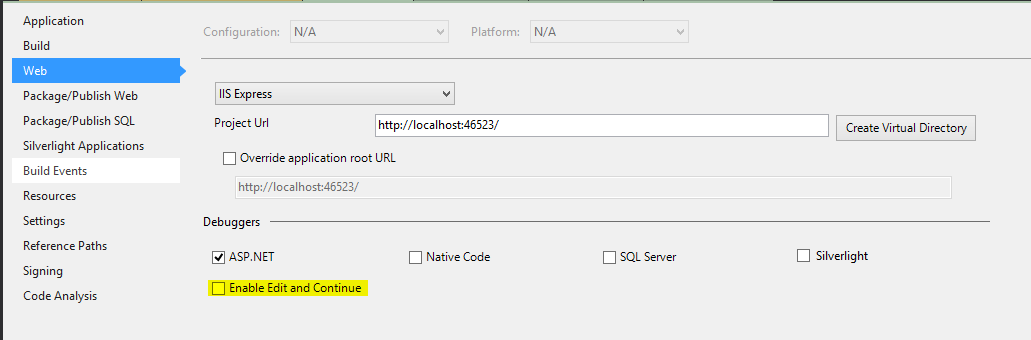 Application
Build
Web
Package/Publish Web
Package/Publish SQL
Silverlight Applications
Build Events
Resources
Settings
Reference Paths
Signing
Code Analysis
Configuration: N/A Platform: N/A
IIS Express
Project Url http://localhost:46523/ Create Virtual Directory
Override application root URL
http://localhost:46523/
Debuggers
ASP.NET Native Code SQL Server Silverlight
Enable Edit and Continue